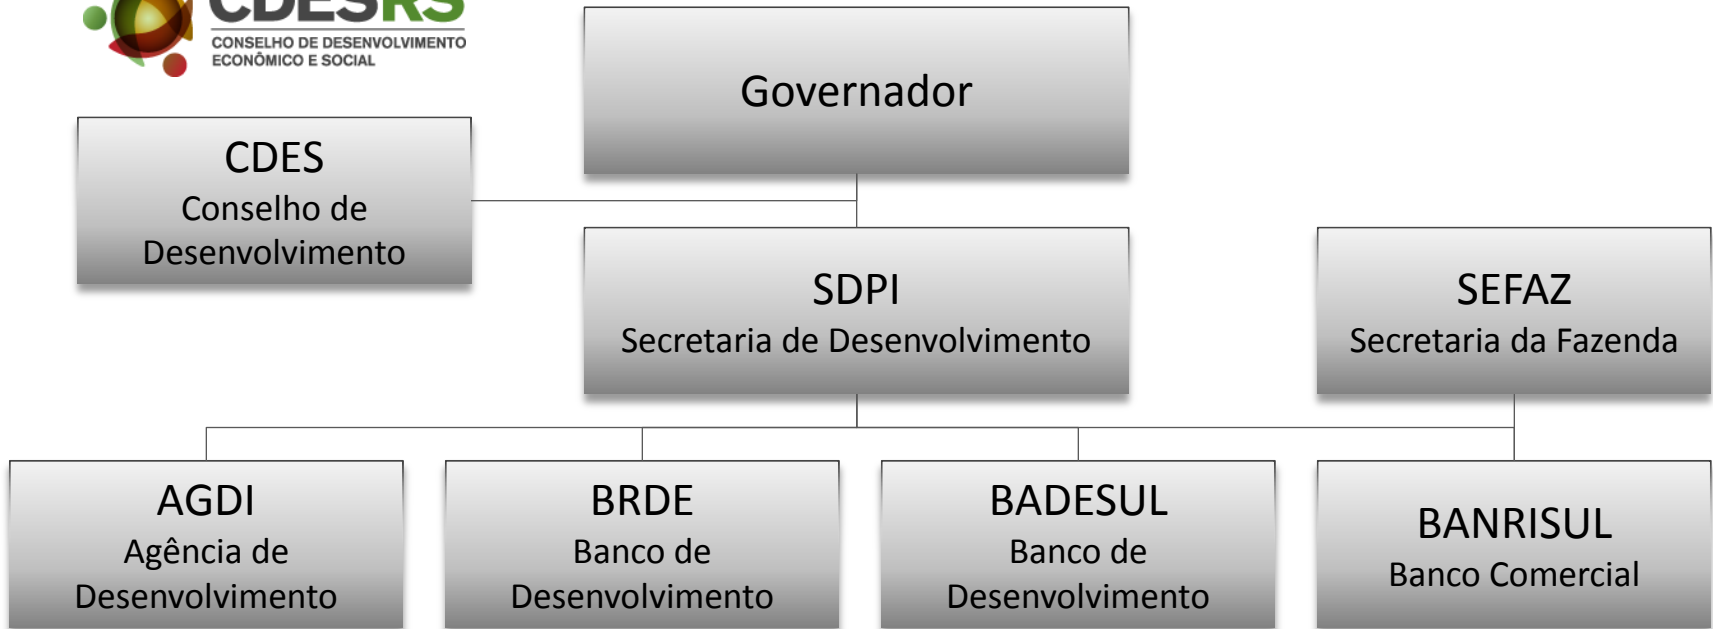 CDESRS
CONSELHO DE DESENVOLVIMENTO
ECONÔMICO E SOCIAL
Governador
CDES
Conselho de
Desenvolvimento
SDPI
Secretaria de Desenvolvimento
SEFAZ
Secretaria da Fazenda
AGDI
Agência de
Desenvolvimento
BRDE
Banco de
Desenvolvimento
BADESUL
Banco de
Desenvolvimento
BANRISUL
Banco Comercial